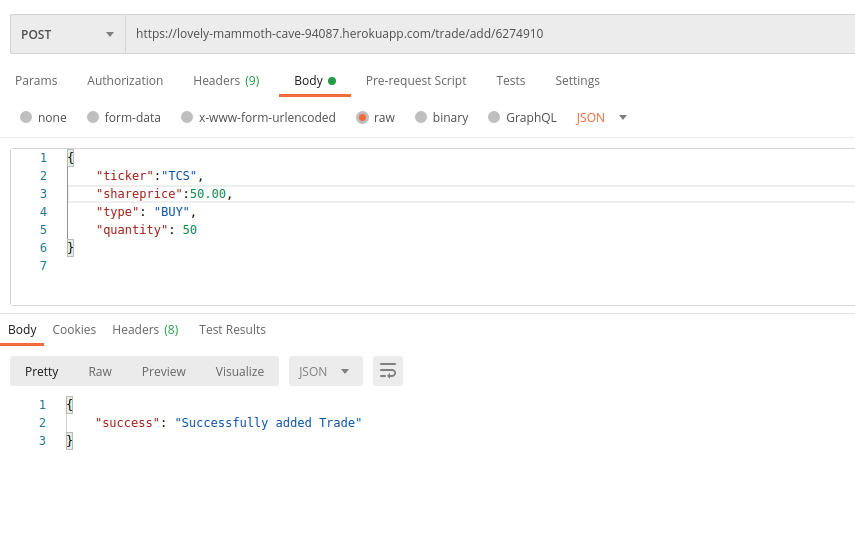 POST https://lovely-mammoth-cave-94087.herokuapp.com/trade/add/6274910
Params Authorization Headers (9) Body Pre-request Script Tests Settings
none form-data x-www-form-urlencoded raw binary GraphQL JSON
1 {
2 "ticker":"TCS",
3 "shareprice":50.00,
4 "type": "BUY",
5 "quantity": 50
6 }
7
Body Cookies Headers (8) Test Results
Pretty Raw Preview Visualize JSON
1 {
2 "success": "Successfully added Trade"
3 }